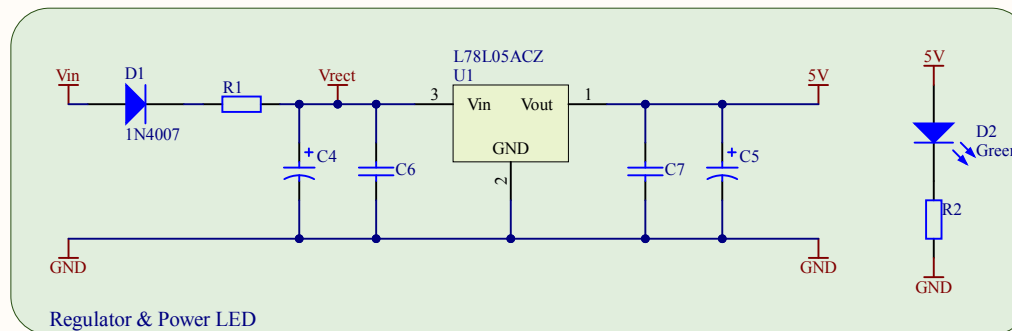 L78L05ACZ
Vin
D1
R1
Vrect
U1
5V
5V
3
Vin
Vout
1
1N4007
D2
Green
GND
C4
C6
2
C7
C5
R2
GND
GND
GND
Regulator & Power LED